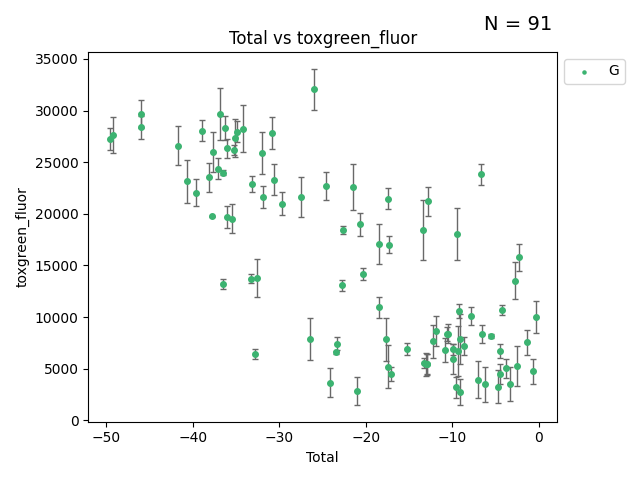 N = 91
Total vs toxgreen_fluor
G
35000
30000
25000
20000
15000
10000
5000
0
toxgreen_fluor
−50 −40 −30 −20 −10 0
Total